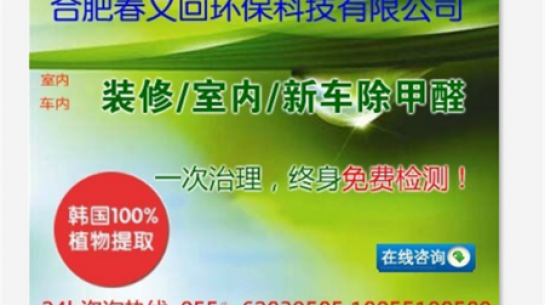 合肥春又回环保科技有限公司
室内
车内
装修/室内/新车除甲醛
一次治理，终身免费检测！
韩国100%
植物提取
在线咨询
24h咨询热线